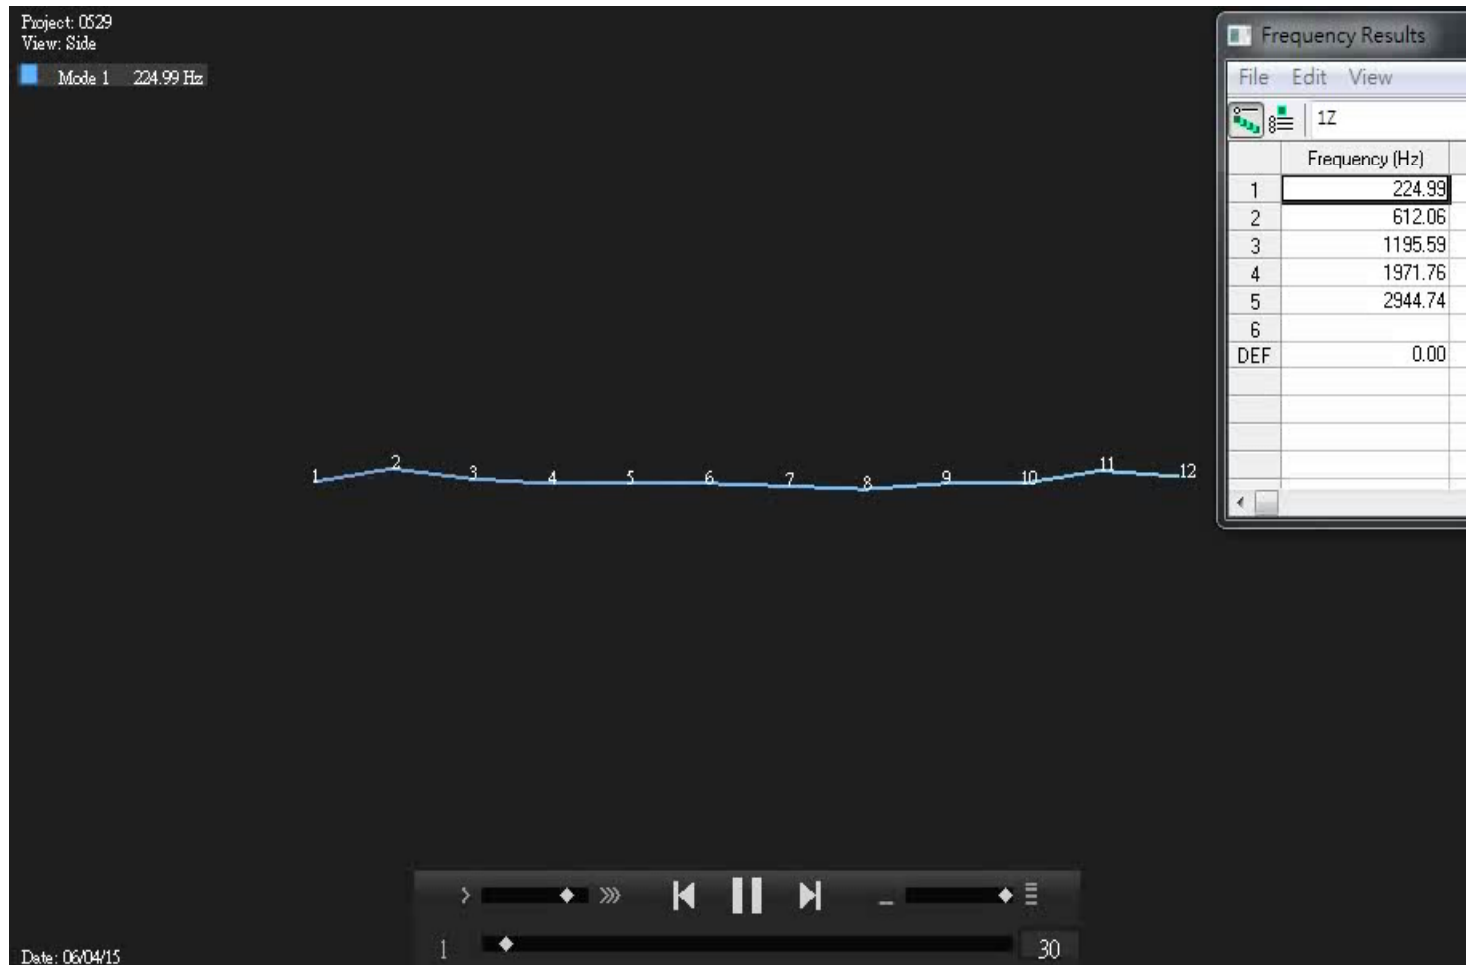 Project: 0529
View: Side
Mode 1 224.99 Hz
Frequency Results
File Edit View
1Z
Frequency (Hz)
1 224.99
2 612.06
3 1195.59
4 1971.76
5 2944.74
6
DEF 0.00
1 2 3 4 5 6 7 8 9 10 11 12
1 30
Date: 06/04/15